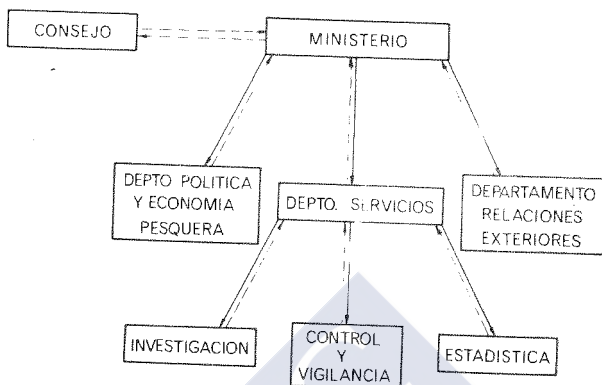 CONSEJO
MINISTERIO
DEPTO POLITICA
Y ECONOMIA
PESQUERA
DEPTO. SERVICIOS
DEPARTAMENTO
RELACIONES
EXTERIORES
INVESTIGACION
CONTROL
Y
VIGILANCIA
ESTADISTICA